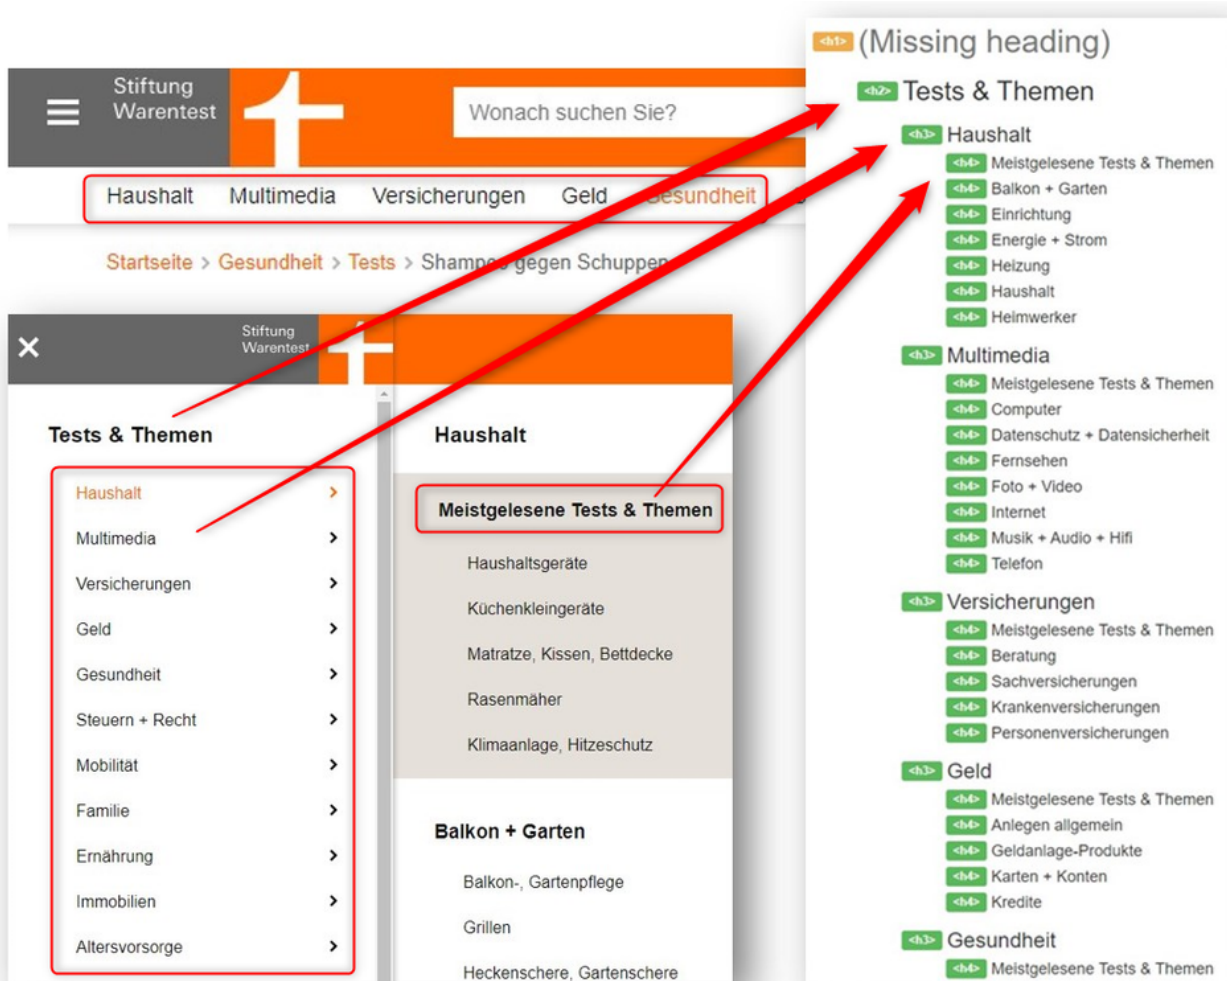 Stiftung
Warentest
Wonach suchen Sie?
Haushalt Multimedia Versicherungen Geld Gesundheit
Startseite > Gesundheit > Tests > Shampoo gegen Schuppen
Stiftung
Warentest
Tests & Themen
Haushalt
Multimedia
Versicherungen
Geld
Gesundheit
Steuern + Recht
Mobilität
Familie
Ernährung
Immobilien
Altersvorsorge
Haushalt
Meistgelesene Tests & Themen
Haushaltsgeräte
Küchenkleingeräte
Matratze, Kissen, Bettdecke
Rasenmäher
Klimaanlage, Hitzeschutz
Balkon + Garten
Balkon-, Gartenpflege
Grillen
Heckenschere, Gartenschere
<h1> (Missing heading)
<h2> Tests & Themen
<h3> Haushalt
<h4> Meistgelesene Tests & Themen
<h4> Balkon + Garten
<h4> Einrichtung
<h4> Energie + Strom
<h4> Heizung
<h4> Haushalt
<h4> Heimwerker
<h3> Multimedia
<h4> Meistgelesene Tests & Themen
<h4> Computer
<h4> Datenschutz + Datensicherheit
<h4> Fernsehen
<h4> Foto + Video
<h4> Internet
<h4> Musik + Audio + Hifi
<h4> Telefon
<h3> Versicherungen
<h4> Meistgelesene Tests & Themen
<h4> Beratung
<h4> Sachversicherungen
<h4> Krankenversicherungen
<h4> Personenversicherungen
<h3> Geld
<h4> Meistgelesene Tests & Themen
<h4> Anlegen allgemein
<h4> Geldanlage-Produkte
<h4> Karten + Konten
<h4> Kredite
<h3> Gesundheit
<h4> Meistgelesene Tests & Themen